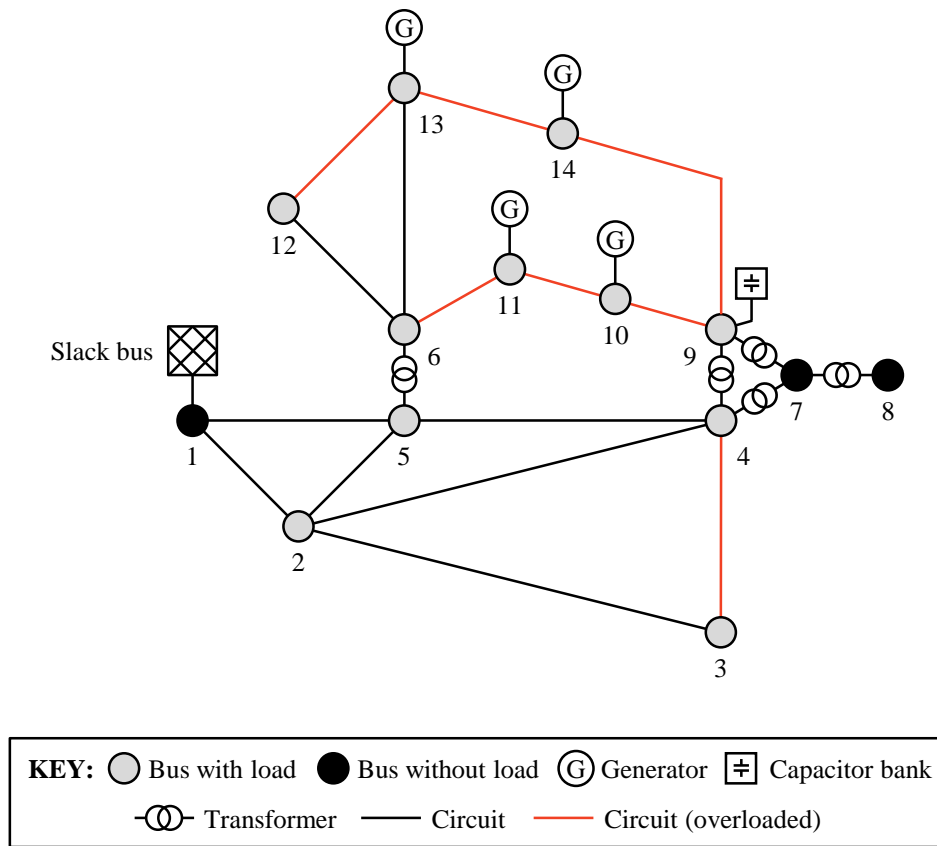 G
G
13
14
12
G
G
11
10
Slack bus
6
9
7
8
1
5
4
2
3
KEY: Bus with load Bus without load G Generator Capacitor bank
Transformer Circuit Circuit (overloaded)